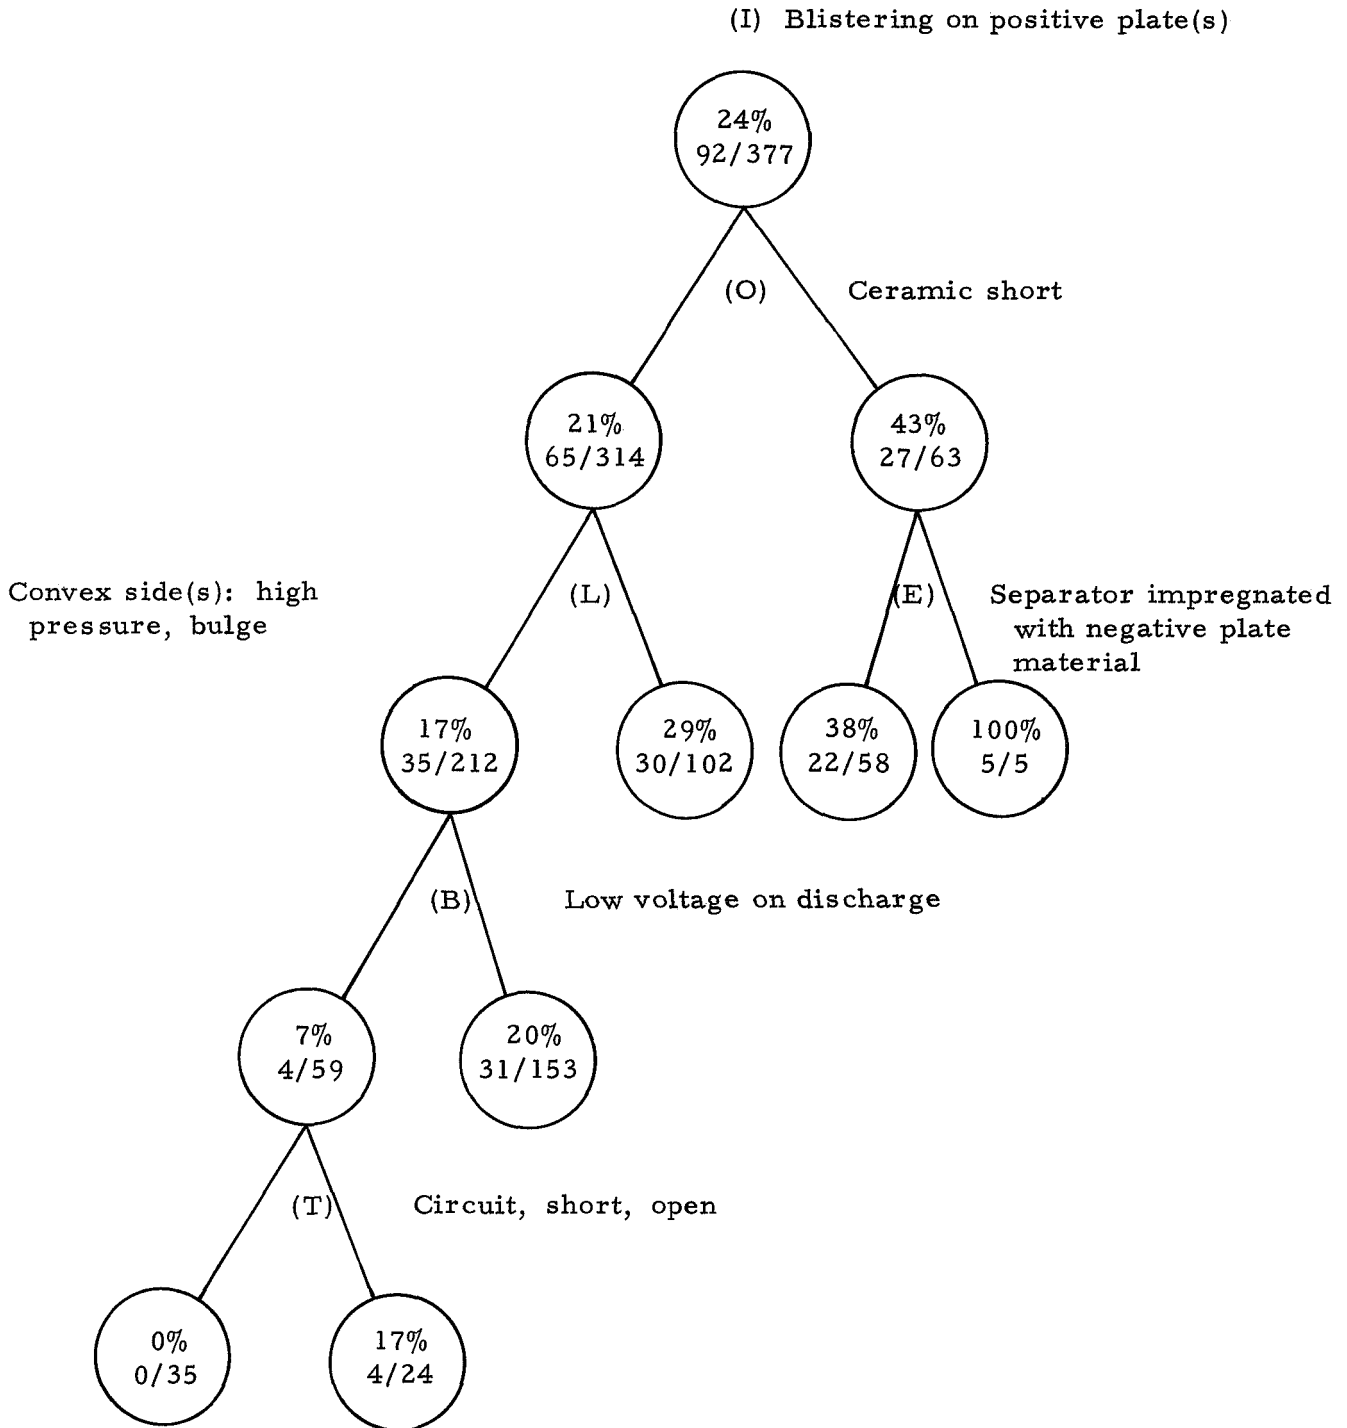 (I) Blistering on positive plate(s)
24%
92/377
(O)
Ceramic short
21%
65/314
43%
27/63
Convex side(s): high
pressure, bulge
(L)
(E)
Separator impregnated
with negative plate
material
17%
35/212
29%
30/102
38%
22/58
100%
5/5
(B)
Low voltage on discharge
7%
4/59
20%
31/153
(T)
Circuit, short, open
0%
0/35
17%
4/24